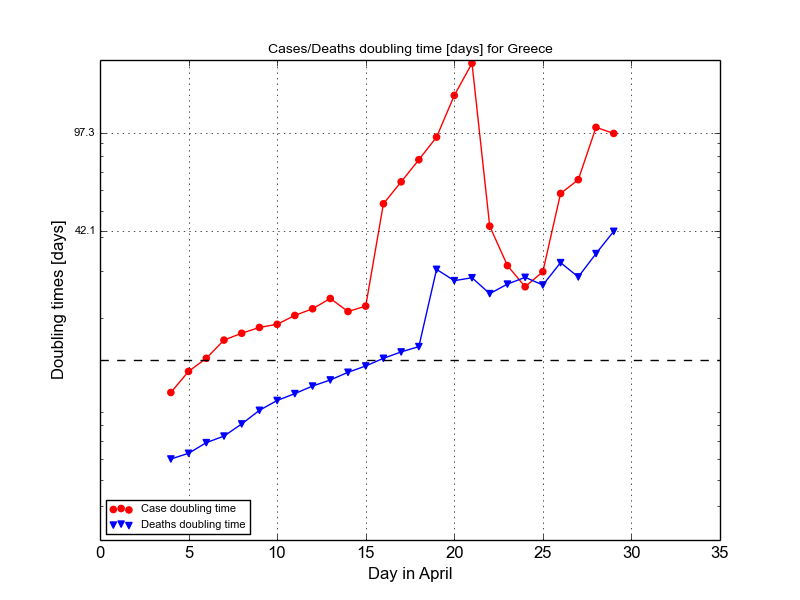 Cases/Deaths doubling time [days] for Greece
97.3
42.1
Doubling times [days]
Case doubling time
Deaths doubling time
0 5 10 15 20 25 30 35
Day in April